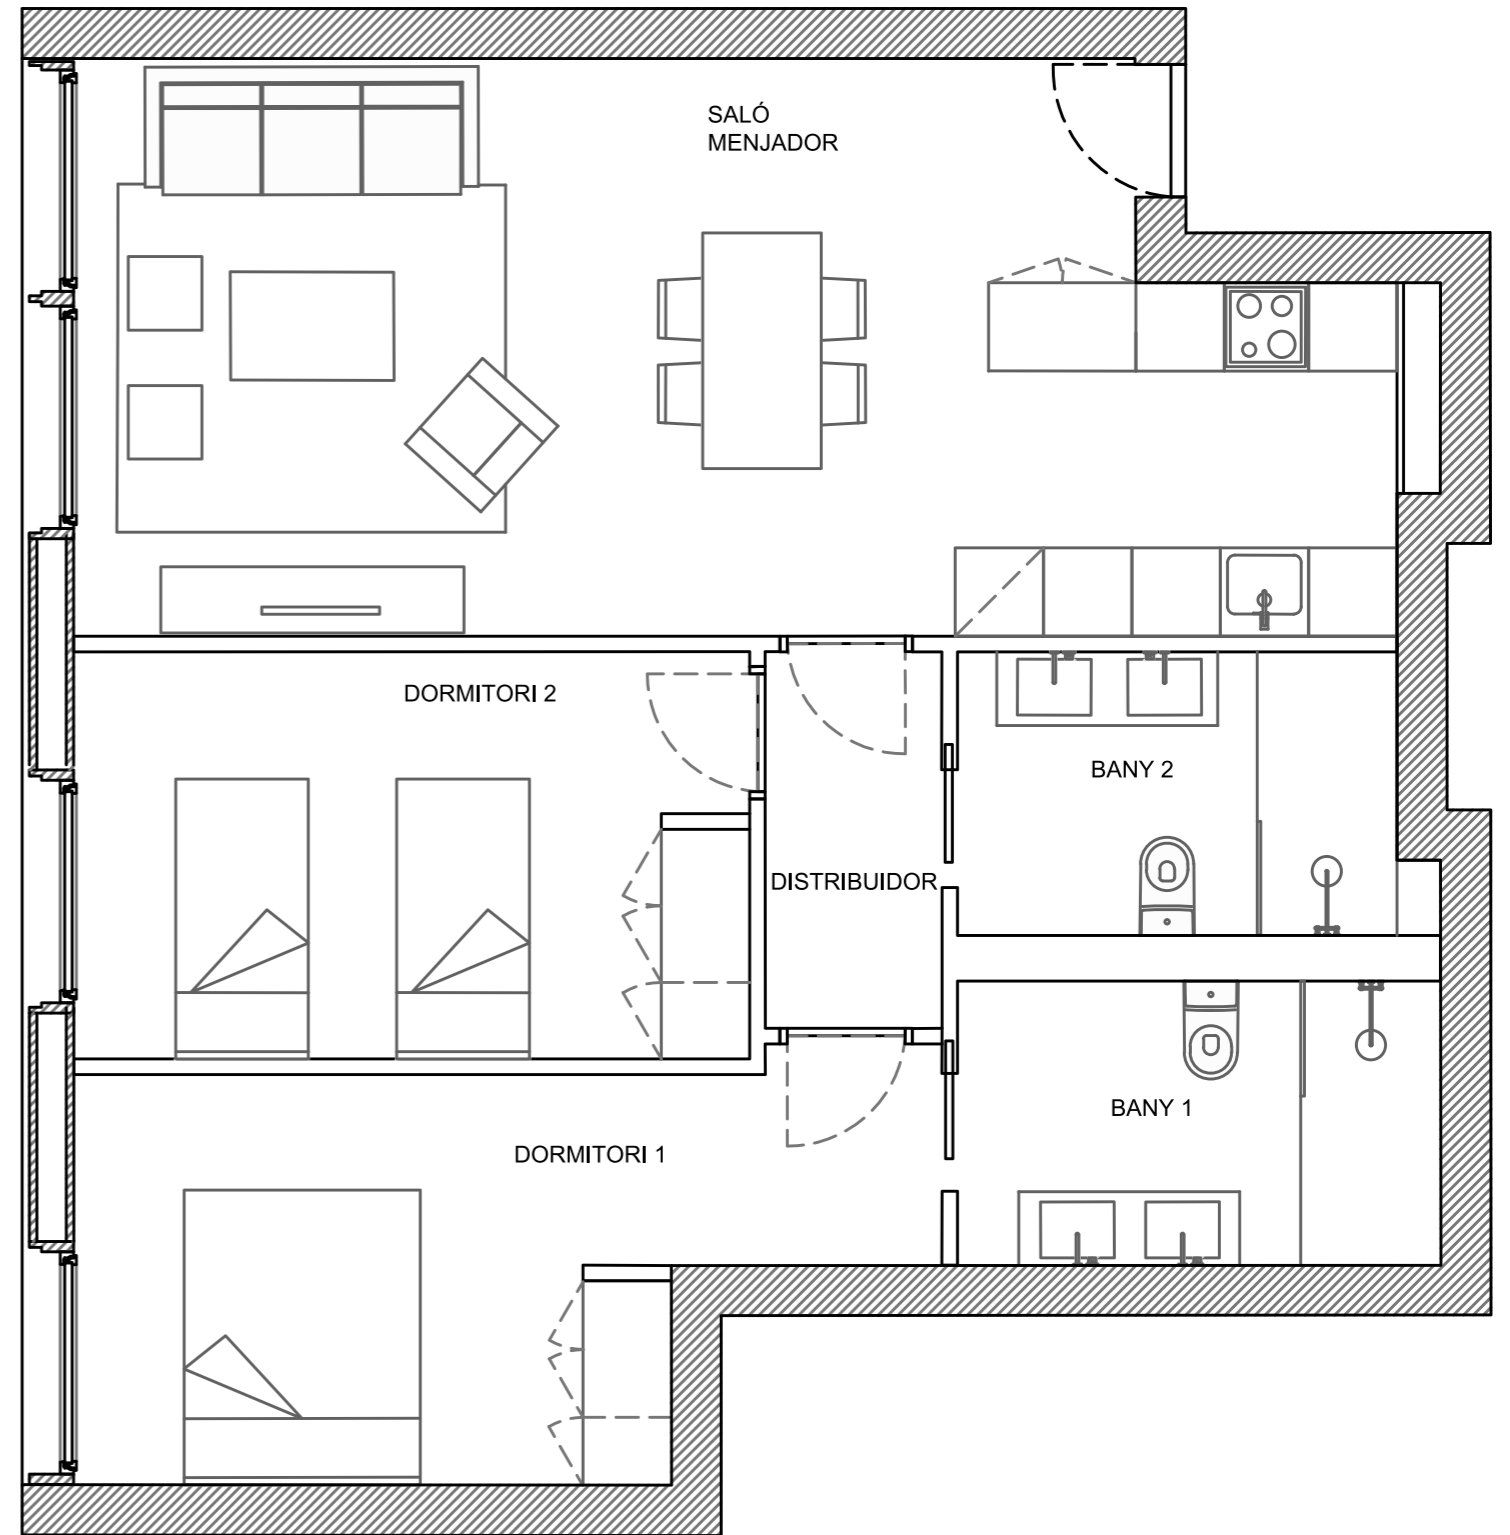 SALÓ
MENJADOR
DORMITORI 2
BANY 2
DISTRIBUIDOR
BANY 1
DORMITORI 1